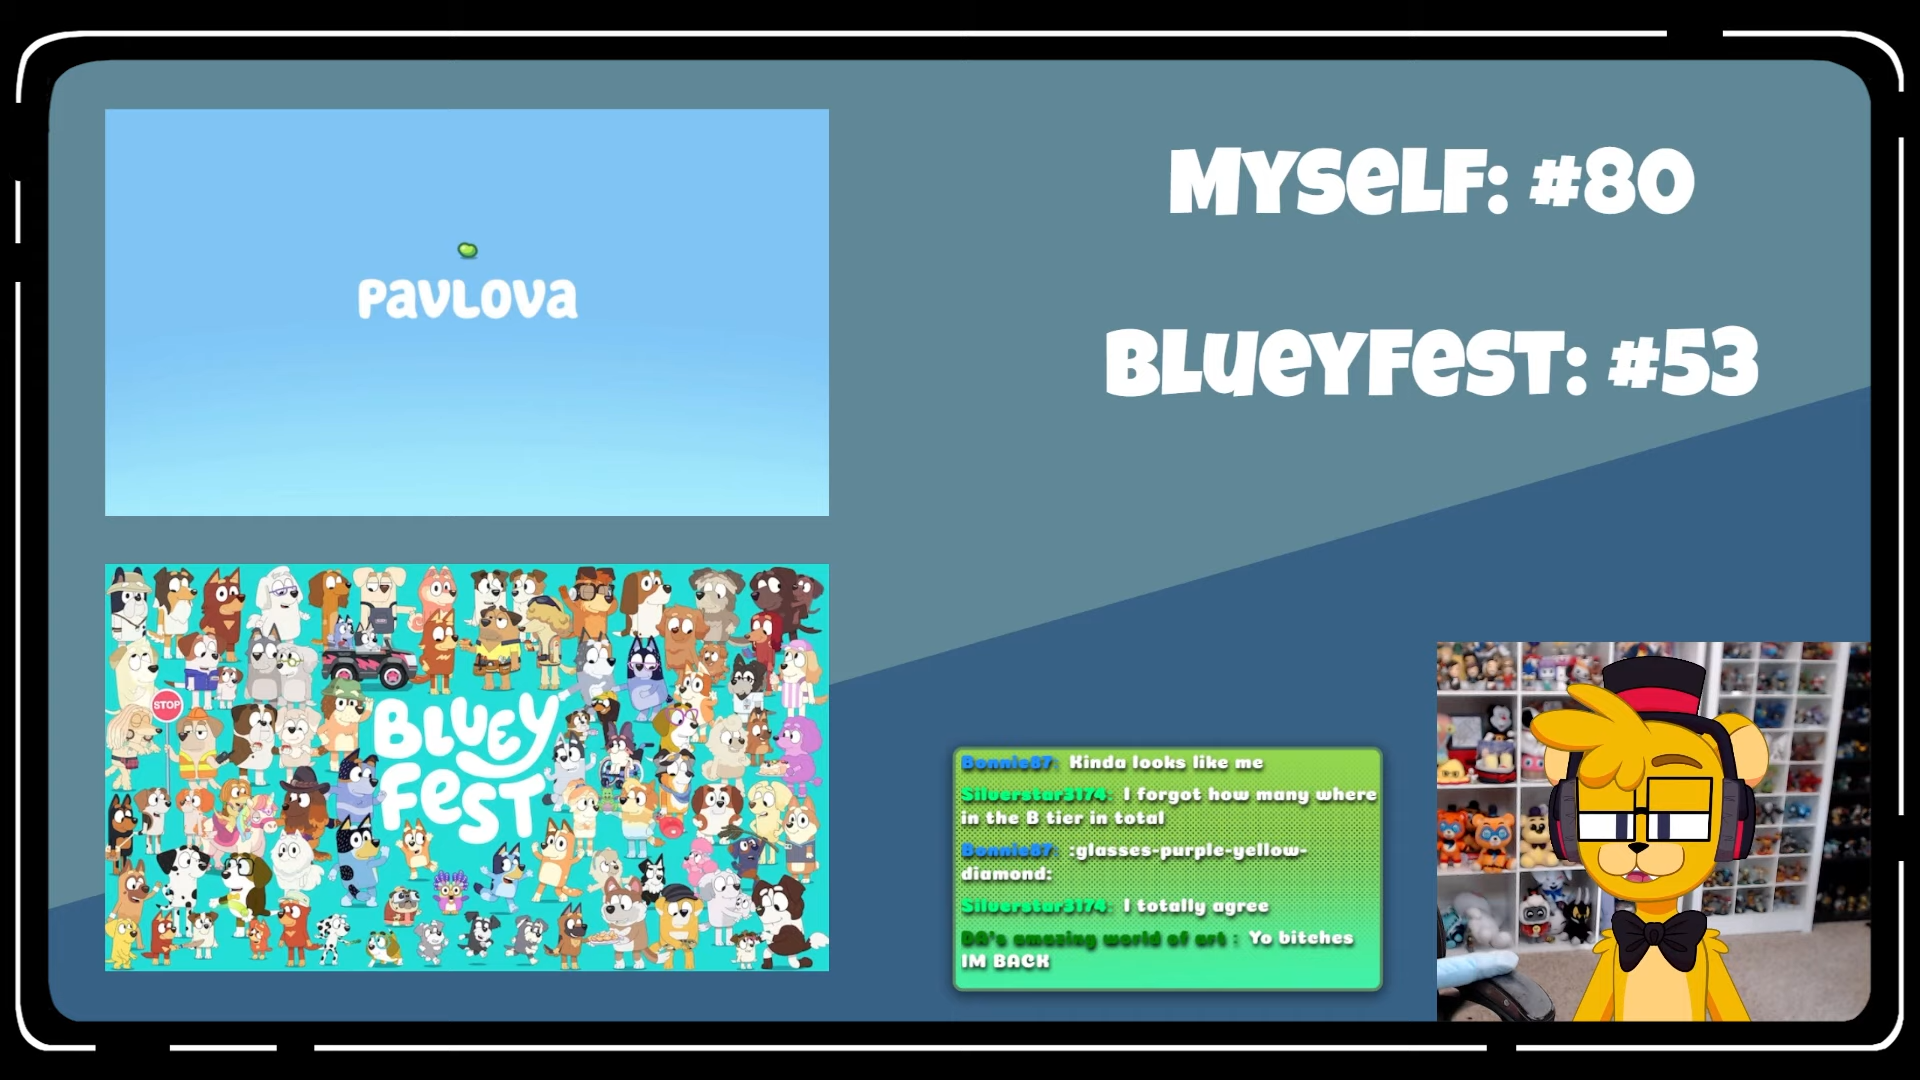 PAVLOVA
MYSELF: #80
BLUEYFEST: #53
STOP
BLUEY
FEST
Bonnie87: Kinda looks like me
Silverstar3174: I forgot how many where
in the B tier in total
Bonnie87: :glasses-purple-yellow-
diamond:
Silverstar3174: I totally agree
DA's amazing world of art : Yo bitches
IM BACK